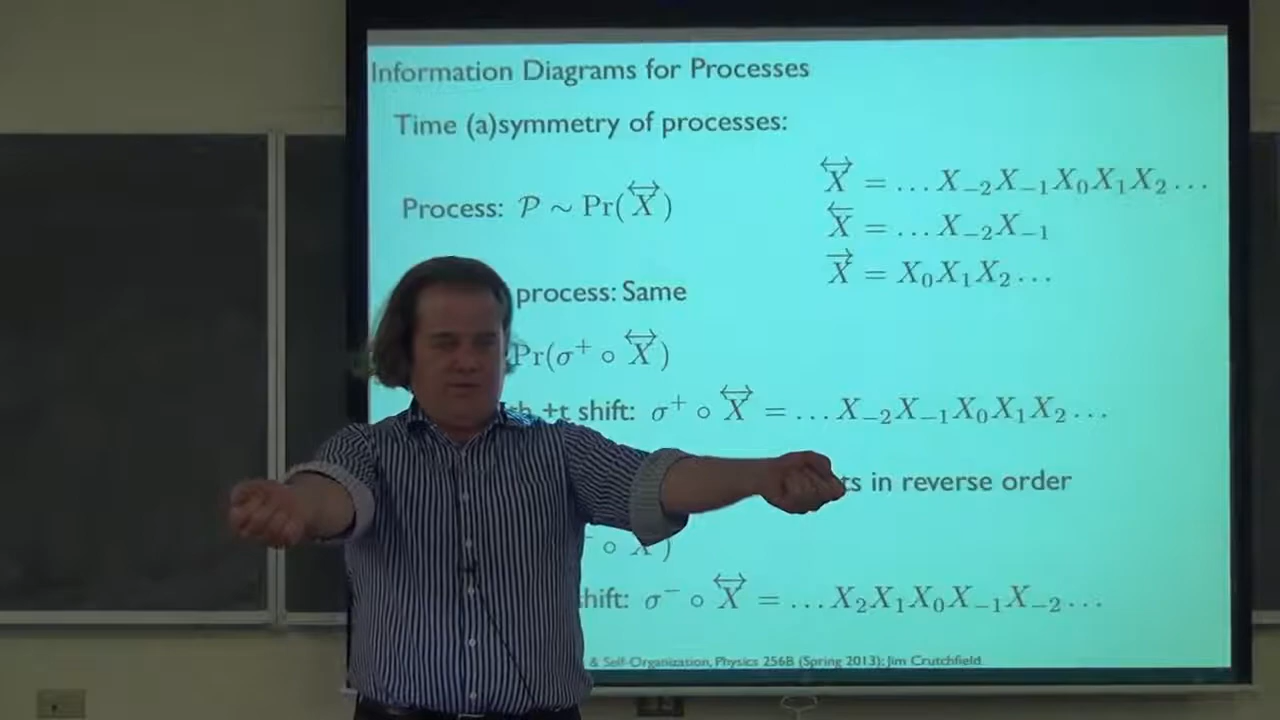 Information Diagrams for Processes
Time (a)symmetry of processes:
Process: 𝒫 ∼ Pr(X⃡)
X⃡ = …X₋₂X₋₁X₀X₁X₂…
X⃖ = …X₋₂X₋₁
X⃗ = X₀X₁X₂…
process: Same
Pr(σ⁺ ∘ X⃡)
+t shift: σ⁺ ∘ X⃡ = …X₋₂X₋₁X₀X₁X₂…
in reverse order
∘ X⃡)
shift: σ⁻ ∘ X⃡ = …X₂X₁X₀X₋₁X₋₂…
& Self-Organization, Physics 256B (Spring 2013); Jim Crutchfield